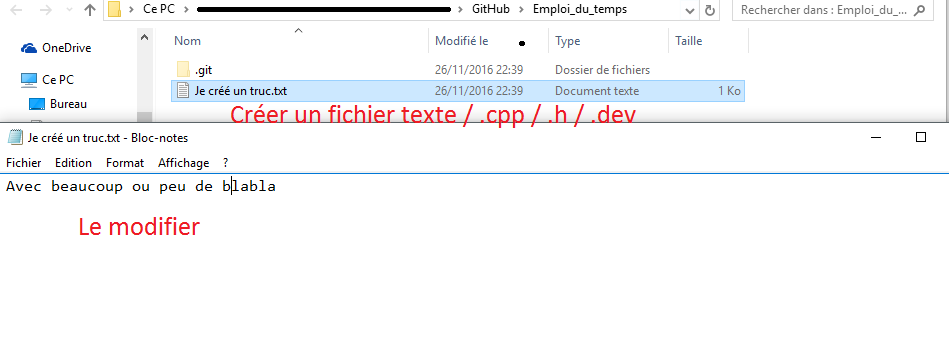 Ce PC > GitHub > Emploi_du_temps
Rechercher dans : Emploi_du_...
OneDrive
Ce PC
Bureau
Nom Modifié le Type Taille
.git 26/11/2016 22:39 Dossier de fichiers
Je créé un truc.txt 26/11/2016 22:39 Document texte 1 Ko
Créer un fichier texte / .cpp / .h / .dev
Je créé un truc.txt - Bloc-notes
Fichier Edition Format Affichage ?
Avec beaucoup ou peu de blabla
Le modifier